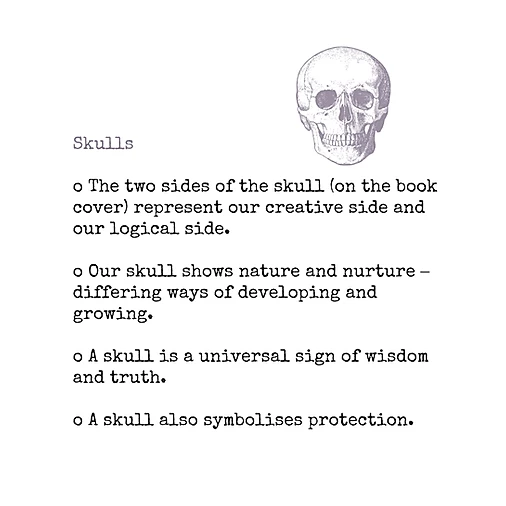 Skulls
o The two sides of the skull (on the book
cover) represent our creative side and
our logical side.
o Our skull shows nature and nurture –
differing ways of developing and
growing.
o A skull is a universal sign of wisdom
and truth.
o A skull also symbolises protection.